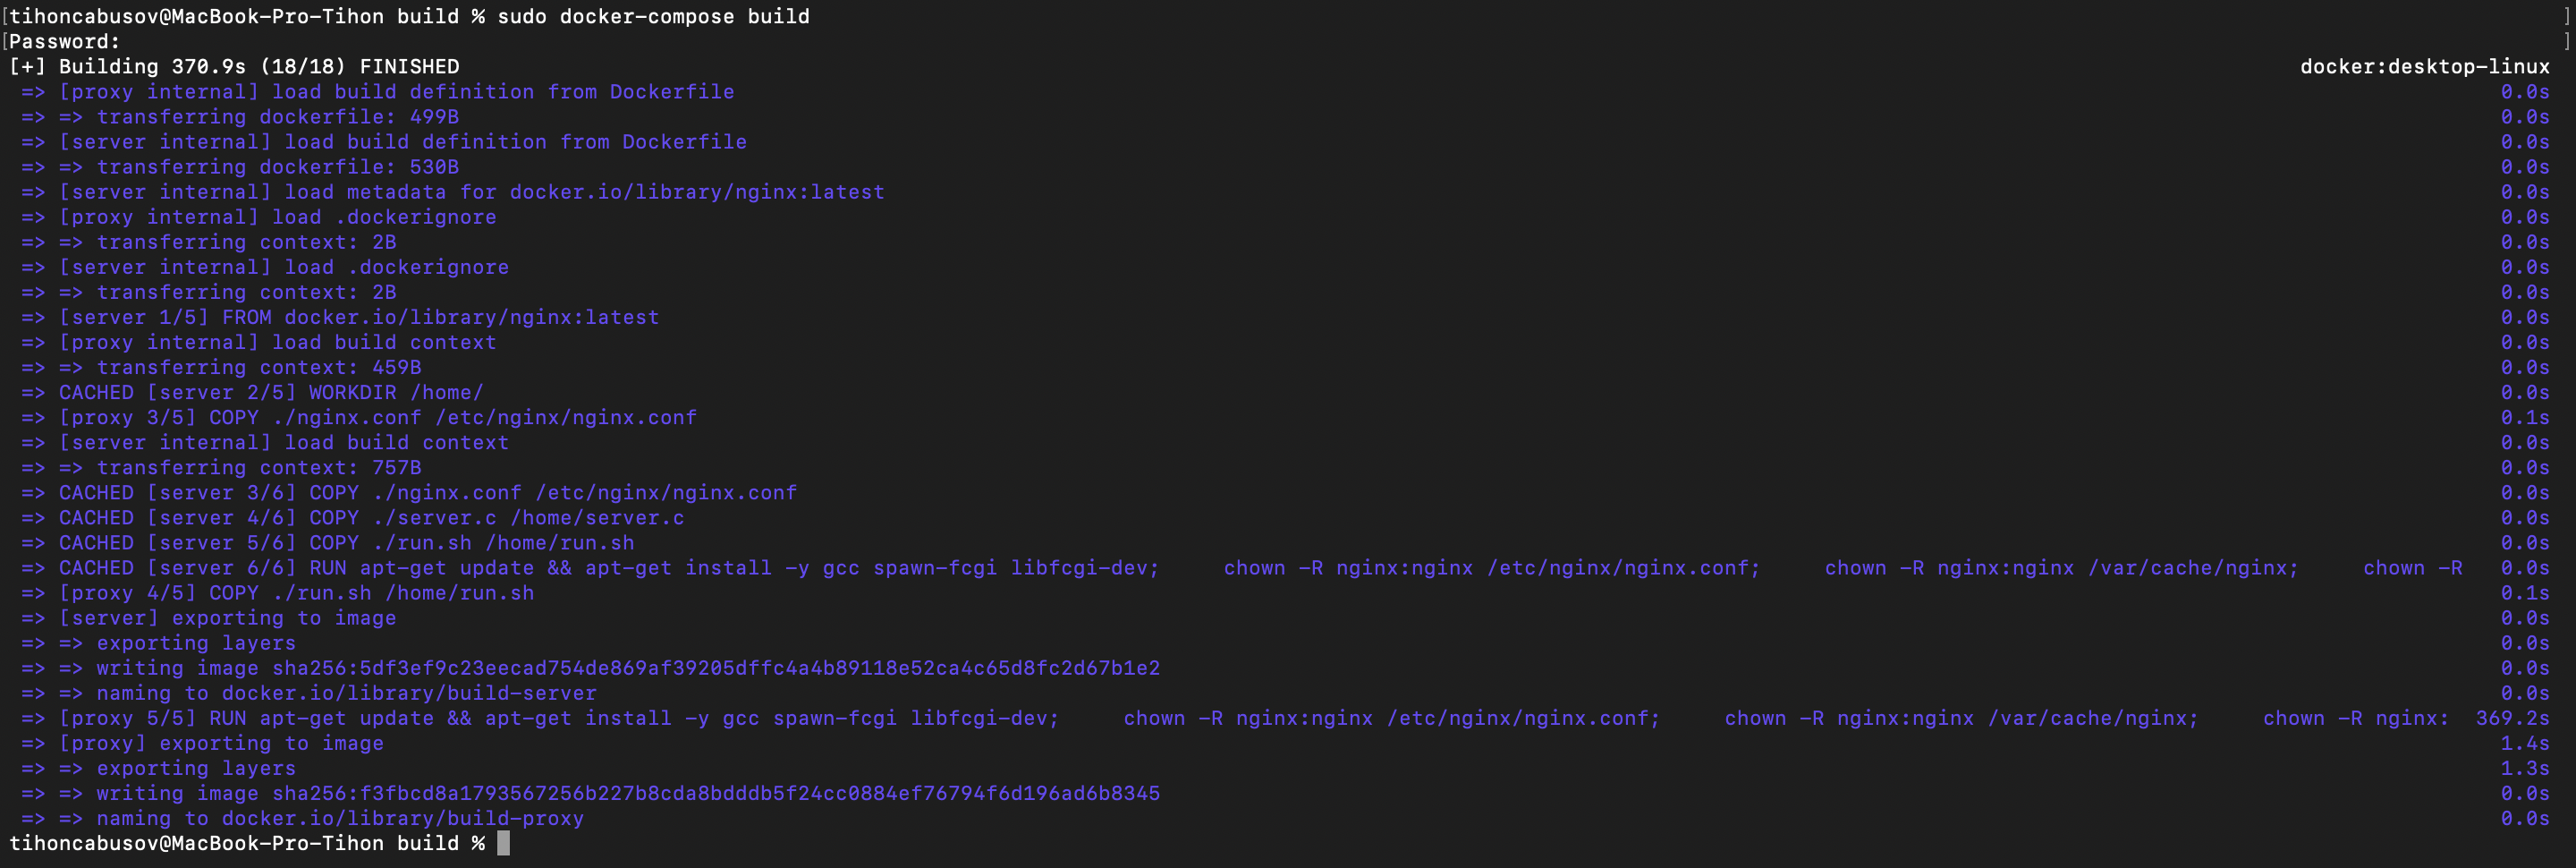 [tihoncabusov@MacBook-Pro-Tihon build % sudo docker-compose build ]
[Password: ]
[+] Building 370.9s (18/18) FINISHED docker:desktop-linux
=> [proxy internal] load build definition from Dockerfile 0.0s
=> => transferring dockerfile: 499B 0.0s
=> [server internal] load build definition from Dockerfile 0.0s
=> => transferring dockerfile: 530B 0.0s
=> [server internal] load metadata for docker.io/library/nginx:latest 0.0s
=> [proxy internal] load .dockerignore 0.0s
=> => transferring context: 2B 0.0s
=> [server internal] load .dockerignore 0.0s
=> => transferring context: 2B 0.0s
=> [server 1/5] FROM docker.io/library/nginx:latest 0.0s
=> [proxy internal] load build context 0.0s
=> => transferring context: 459B 0.0s
=> CACHED [server 2/5] WORKDIR /home/ 0.0s
=> [proxy 3/5] COPY ./nginx.conf /etc/nginx/nginx.conf 0.1s
=> [server internal] load build context 0.0s
=> => transferring context: 757B 0.0s
=> CACHED [server 3/6] COPY ./nginx.conf /etc/nginx/nginx.conf 0.0s
=> CACHED [server 4/6] COPY ./server.c /home/server.c 0.0s
=> CACHED [server 5/6] COPY ./run.sh /home/run.sh 0.0s
=> CACHED [server 6/6] RUN apt-get update && apt-get install -y gcc spawn-fcgi libfcgi-dev; chown -R nginx:nginx /etc/nginx/nginx.conf; chown -R nginx:nginx /var/cache/nginx; chown -R 0.0s
=> [proxy 4/5] COPY ./run.sh /home/run.sh 0.1s
=> [server] exporting to image 0.0s
=> => exporting layers 0.0s
=> => writing image sha256:5df3ef9c23eecad754de869af39205dffc4a4b89118e52ca4c65d8fc2d67b1e2 0.0s
=> => naming to docker.io/library/build-server 0.0s
=> [proxy 5/5] RUN apt-get update && apt-get install -y gcc spawn-fcgi libfcgi-dev; chown -R nginx:nginx /etc/nginx/nginx.conf; chown -R nginx:nginx /var/cache/nginx; chown -R nginx: 369.2s
=> [proxy] exporting to image 1.4s
=> => exporting layers 1.3s
=> => writing image sha256:f3fbcd8a1793567256b227b8cda8bdddb5f24cc0884ef76794f6d196ad6b8345 0.0s
=> => naming to docker.io/library/build-proxy 0.0s
tihoncabusov@MacBook-Pro-Tihon build %